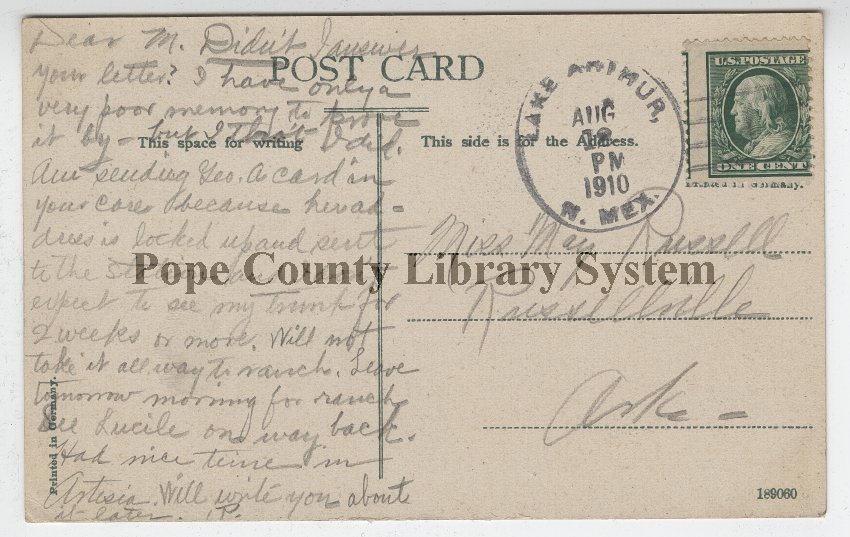 Dear M. Didn't I answer
your letter? I have only a
very poor memory to prove
it by - but I that I did.
Am sending Geo. A card in
your care because his ad-
dress is locked up and sent
to the
expect to see my trunk for
2 weeks or more. Will not
take it all way to ranch. Leave
tomorrow morning for ranch
See Lucile on way back.
Had nice time in
Artesia. Will write you about
it later. P.
POST CARD
This space for writing
This side is for the Address.
LAKE ARTHUR,
AUG
PM
1910
N. MEX.
U.S. POSTAGE
ONE CENT
Printed in Germany.
Miss May Russell
Russellville
Ark-
Pope County Library System
Printed in Germany.
189060